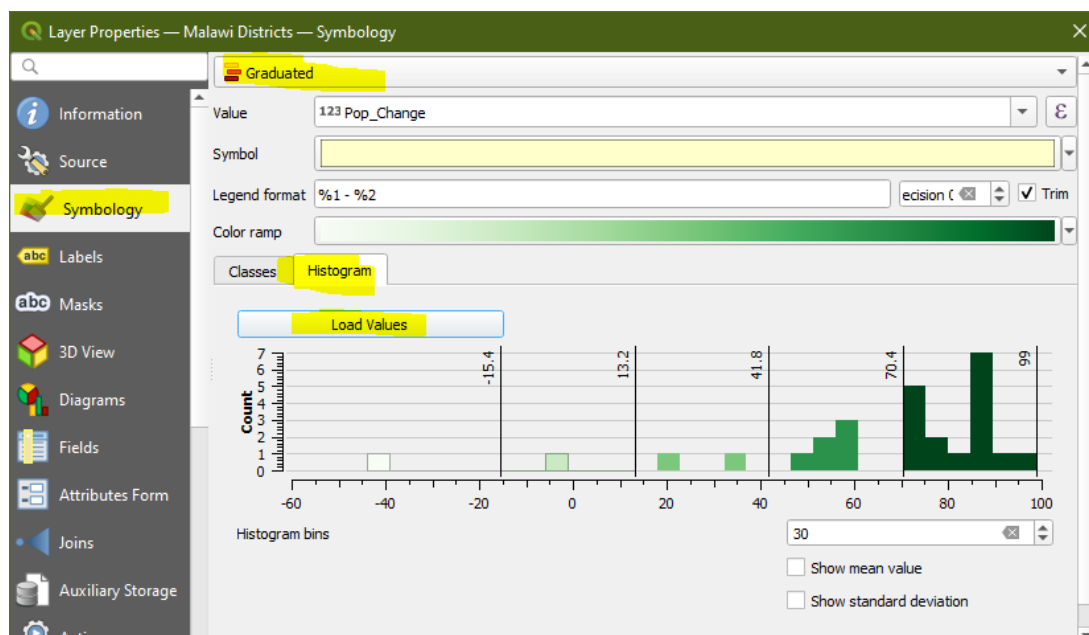 Layer Properties — Malawi Districts — Symbology
Graduated
Information
Value
123 Pop_Change
ε
Source
Symbol
Symbology
Legend format
%1 - %2
ecision (
Trim
Color ramp
abc Labels
Classes
Histogram
abc Masks
Load Values
3D View
-15.4
13.2
41.8
70.4
99
7
6
5
4
3
2
1
0
Count
Diagrams
Fields
-60 -40 -20 0 20 40 60 80 100
Attributes Form
Histogram bins
30
Joins
Show mean value
Auxiliary Storage
Show standard deviation